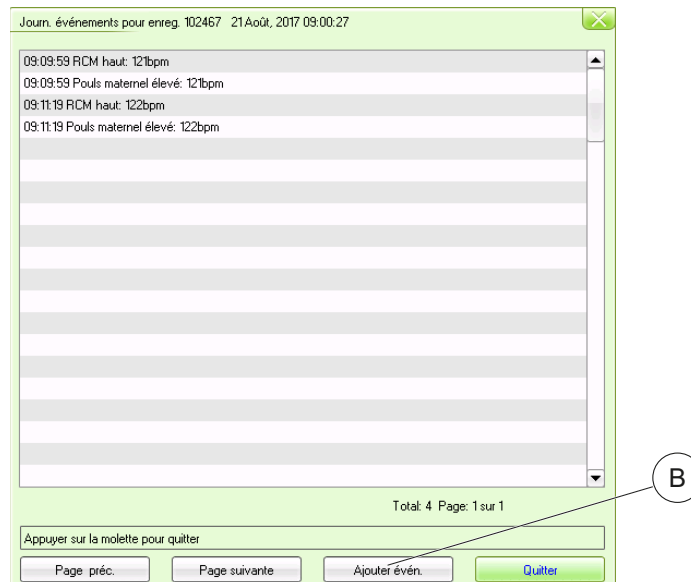 Journ. événements pour enreg. 102467 21 Août, 2017 09:00:27
09:09:59 RCM haut: 121bpm
09:09:59 Pouls maternel élevé: 121bpm
09:11:19 RCM haut: 122bpm
09:11:19 Pouls maternel élevé: 122bpm
B
Total: 4 Page: 1 sur 1
Appuyer sur la molette pour quitter
Page préc. Page suivante Ajouter évén. Quitter